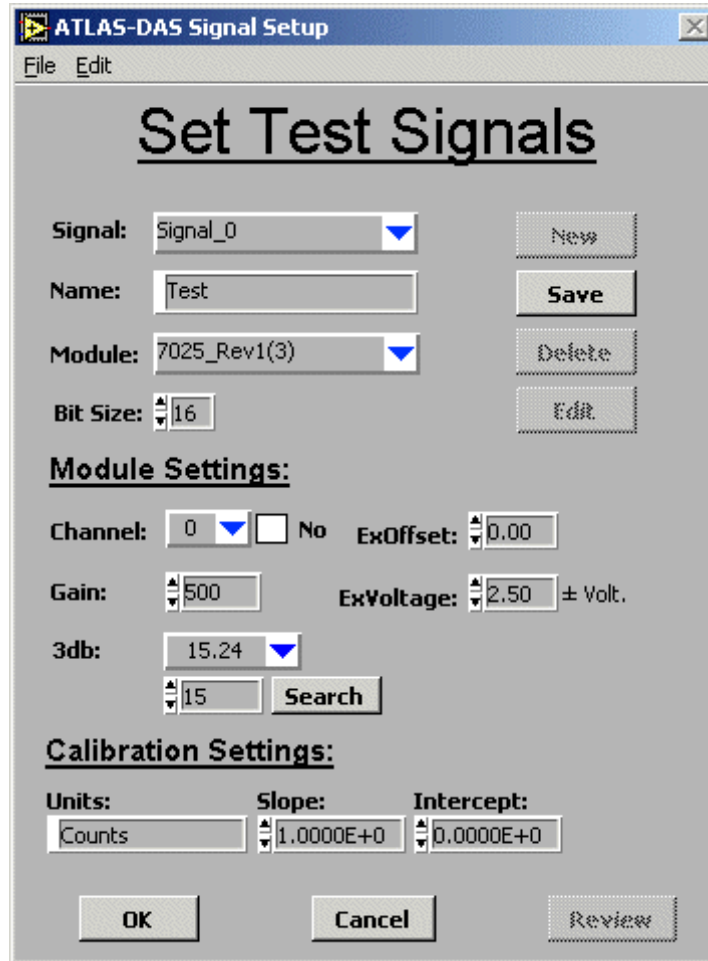 ATLAS-DAS Signal Setup
File Edit
Set Test Signals
Signal: Signal_0 New
Name: Test Save
Module: 7025_Rev1(3) Delete
Bit Size: 16 Edit
Module Settings:
Channel: 0 No ExOffset: 0.00
Gain: 500 ExVoltage: 2.50 ± Volt.
3db: 15.24
15 Search
Calibration Settings:
Units: Slope: Intercept:
Counts 1.0000E+0 0.0000E+0
OK Cancel Review